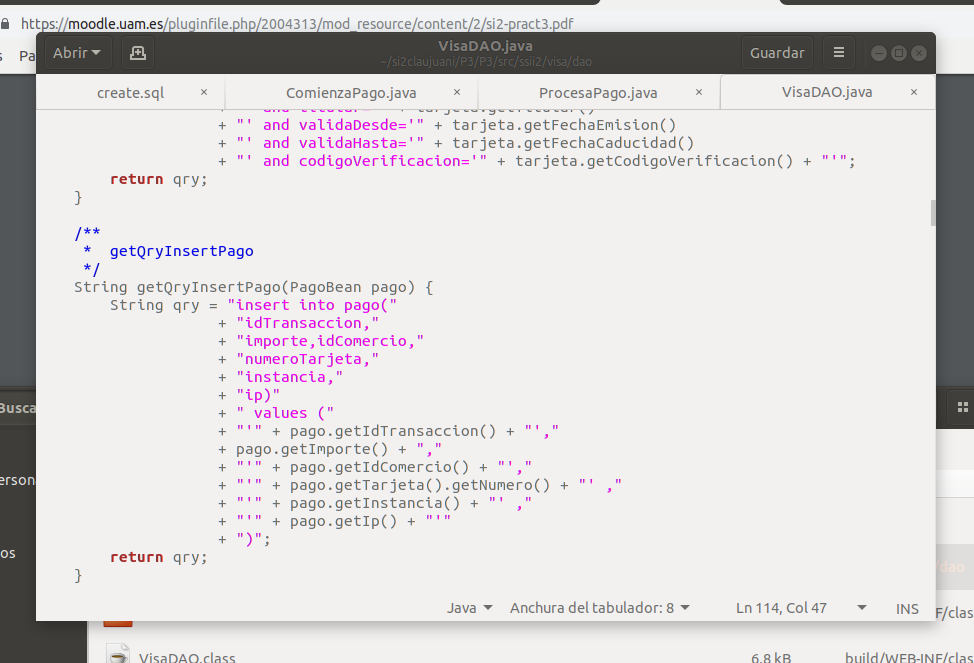 https://moodle.uam.es/pluginfile.php/2004313/mod_resource/content/2/si2-pract3.pdf
Pa
Abrir
VisaDAO.java
~/si2claujuani/P3/P3/src/ssii2/visa/dao
Guardar
create.sql ×
ComienzaPago.java ×
ProcesaPago.java ×
VisaDAO.java ×
+ "' and titular='" + tarjeta.getTitular()
+ "' and validaDesde='" + tarjeta.getFechaEmision()
+ "' and validaHasta='" + tarjeta.getFechaCaducidad()
+ "' and codigoVerificacion='" + tarjeta.getCodigoVerificacion() + "'";
return qry;
}
/**
* getQryInsertPago
*/
String getQryInsertPago(PagoBean pago) {
String qry = "insert into pago("
+ "idTransaccion,"
+ "importe,idComercio,"
+ "numeroTarjeta,"
+ "instancia,"
+ "ip)"
+ " values ("
+ "'" + pago.getIdTransaccion() + "',"
+ pago.getImporte() + ","
+ "'" + pago.getIdComercio() + "',"
+ "'" + pago.getTarjeta().getNumero() + "' ,"
+ "'" + pago.getInstancia() + "' ,"
+ "'" + pago.getIp() + "'"
+ ")";
return qry;
}
Java
Anchura del tabulador: 8
Ln 114, Col 47
INS
Busca
erson
os
/dao
F/clas
VisaDAO.class
6,8 kB
build/WEB-INF/clas